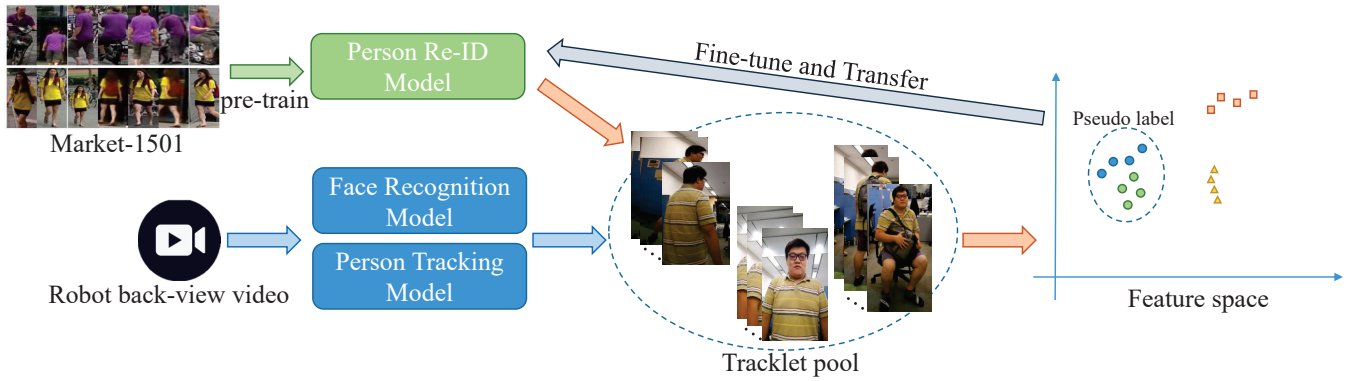 Person Re-ID
Model
pre-train
Market-1501
Fine-tune and Transfer
Face Recognition
Model
Person Tracking
Model
Robot back-view video
Tracklet pool
Pseudo label
Feature space